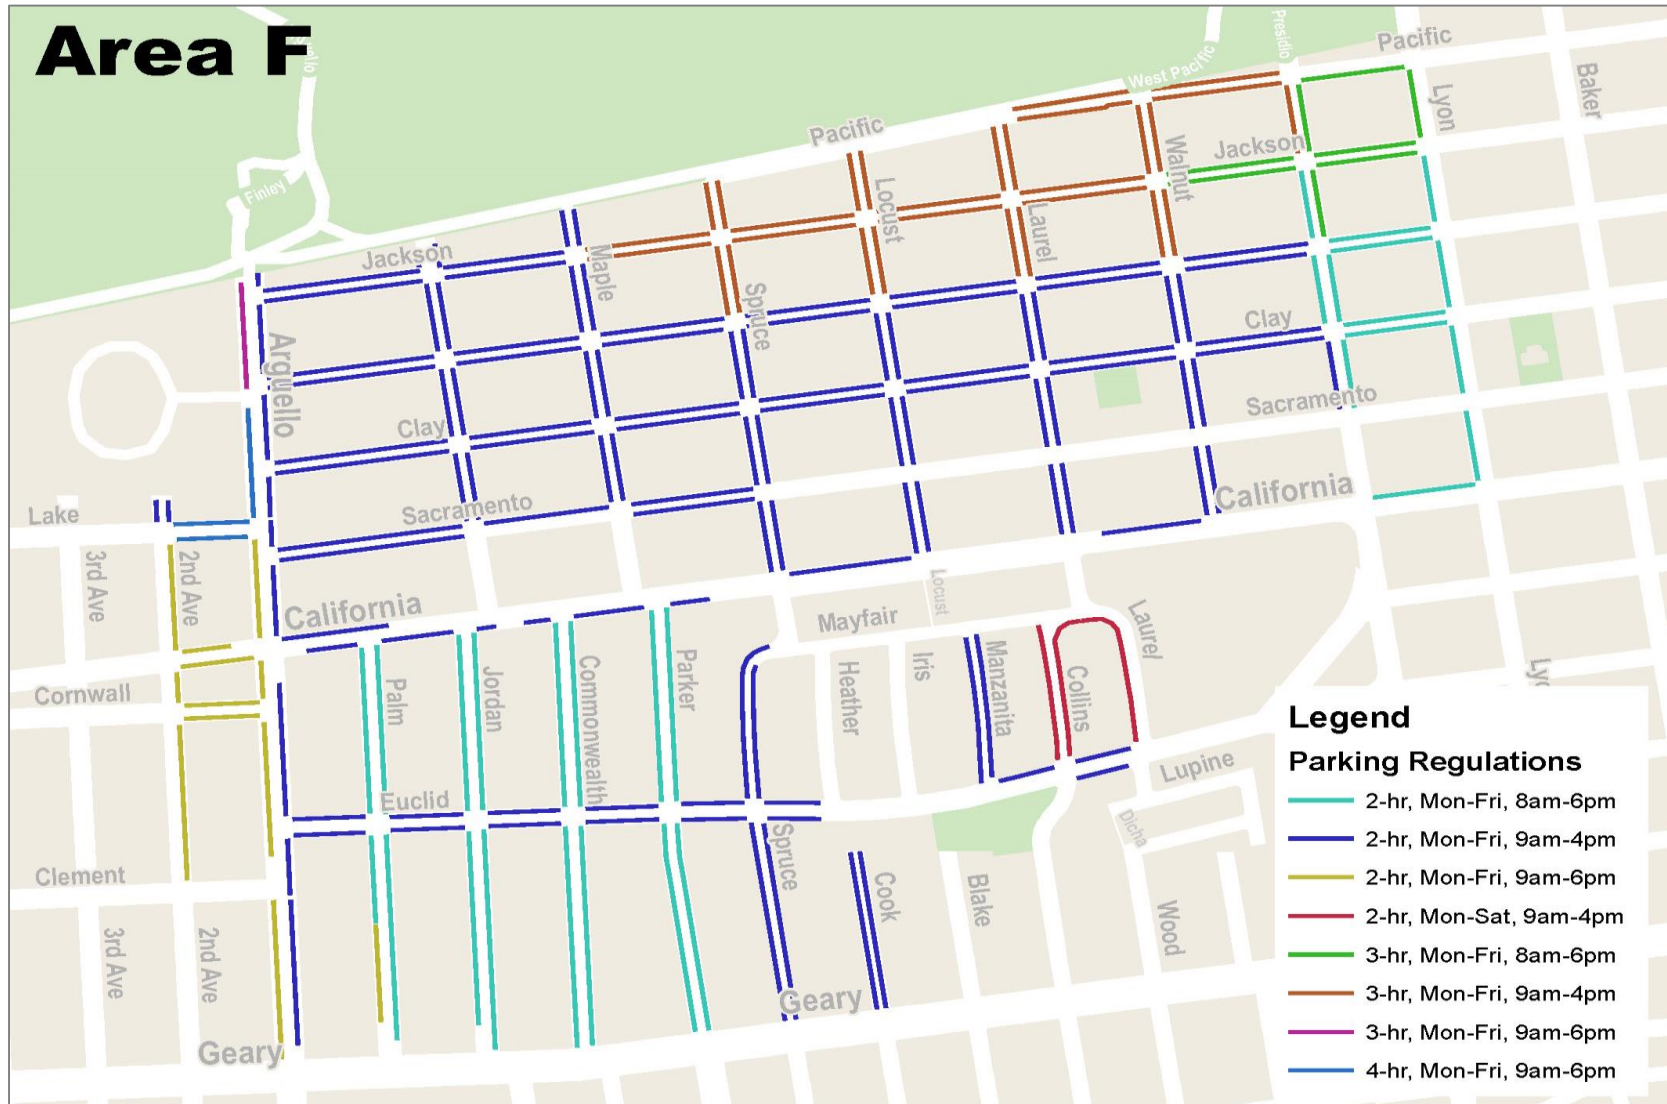 Area F
Presidio
Pacific
West Pacific
Baker
Lyon
Pacific
Walnut
Jackson
Finley
Locust
Laurel
Jackson
Maple
Spruce
Clay
Arguello
Clay
Sacramento
Sacramento
California
Lake
3rd Ave
2nd Ave
California
Locust
Mayfair
Laurel
Cornwall
Palm
Jordan
Commonwealth
Parker
Heather
Iris
Manzanita
Collins
Lupine
Euclid
Dicha
Spruce
Clement
Cook
Blake
Wood
3rd Ave
2nd Ave
Geary
Geary
Legend
Parking Regulations
2-hr, Mon-Fri, 8am-6pm
2-hr, Mon-Fri, 9am-4pm
2-hr, Mon-Fri, 9am-6pm
2-hr, Mon-Sat, 9am-4pm
3-hr, Mon-Fri, 8am-6pm
3-hr, Mon-Fri, 9am-4pm
3-hr, Mon-Fri, 9am-6pm
4-hr, Mon-Fri, 9am-6pm